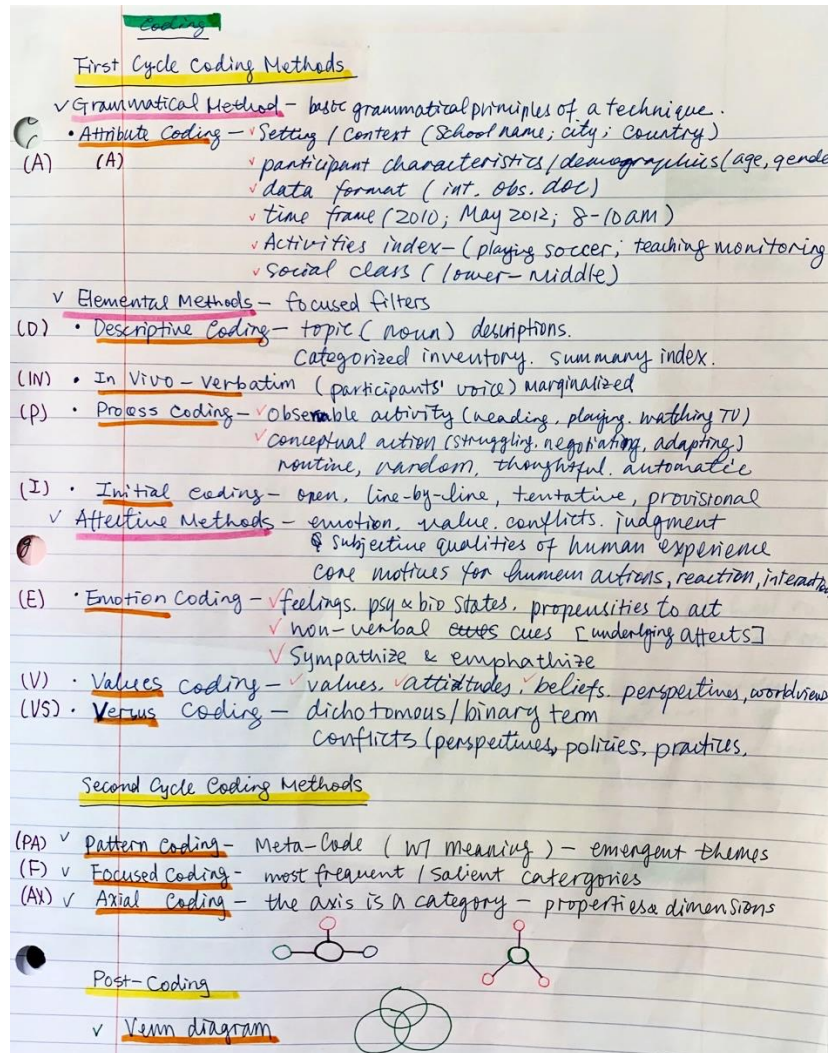 Coding
First Cycle Coding Methods
✓ Grammatical Method – basic grammatical principles of a technique.
• Attribute Coding – ✓ Setting / Context (School name; city; country)
(A) (A) ✓ participant characteristics / demographics (age, gende
✓ data format (int. obs. doc)
✓ time frame (2010; May 2012; 8-10am)
✓ Activities index – (playing soccer; teaching monitoring
✓ Social class (lower-middle)
✓ Elemental Methods – focused filters
(D) • Descriptive Coding – topic (noun) descriptions.
Categorized inventory. summary index.
(IN) • In Vivo – Verbatim (participants' voice) marginalized
(P) • Process Coding – ✓ Observable activity (reading. playing. watching TV)
✓ conceptual action (struggling. negotiating, adapting)
routine, random, thoughtful. automatic
(I) • Initial Coding – open, line-by-line, tentative, provisional
✓ Affective Methods – emotion. value. conflicts. judgment
& Subjective qualities of human experience
core motives for human actions, reaction, interaction
(E) • Emotion Coding – ✓ feelings. psy & bio States. propensities to act
✓ non-verbal cues [underlying affects]
✓ Sympathize & emphathize
(V) • Values Coding – ✓ values. ✓ attitudes. ✓ beliefs. perspectives, worldviews
(VS) • Versus Coding – dichotomous/binary term
conflicts (perspectives, policies, practices,
Second Cycle Coding Methods
(PA) ✓ Pattern Coding – Meta-Code (w/ meaning) – emergent themes
(F) ✓ Focused Coding – most frequent / Salient catergories
(AX) ✓ Axial Coding – the axis is a category – properties & dimensions
Post-Coding
✓ Venn diagram